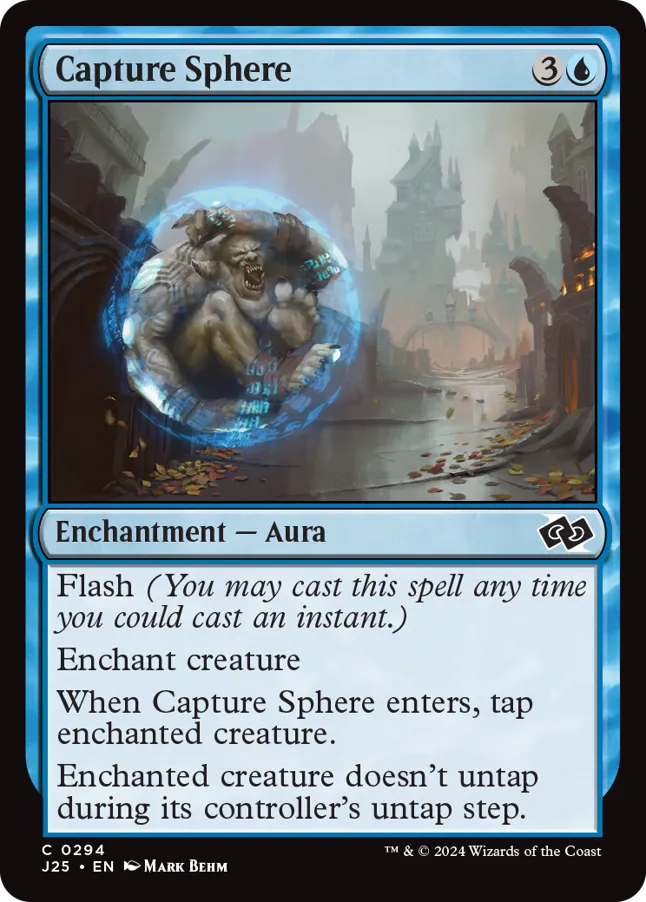 Capture Sphere 3
Enchantment — Aura
Flash (You may cast this spell any time
you could cast an instant.)
Enchant creature
When Capture Sphere enters, tap
enchanted creature.
Enchanted creature doesn't untap
during its controller's untap step.
C 0294
J25 • EN Mark Behm
™ & © 2024 Wizards of the Coast